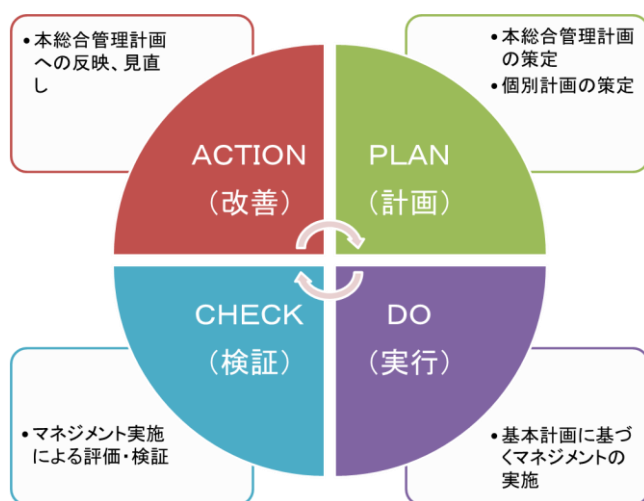 ・本総合管理計画
への反映、見直
し
・本総合管理計画
の策定
・個別計画の策定
ACTION
（改善）
PLAN
（計画）
CHECK
（検証）
DO
（実行）
・マネジメント実施
による評価・検証
・基本計画に基づ
くマネジメントの
実施